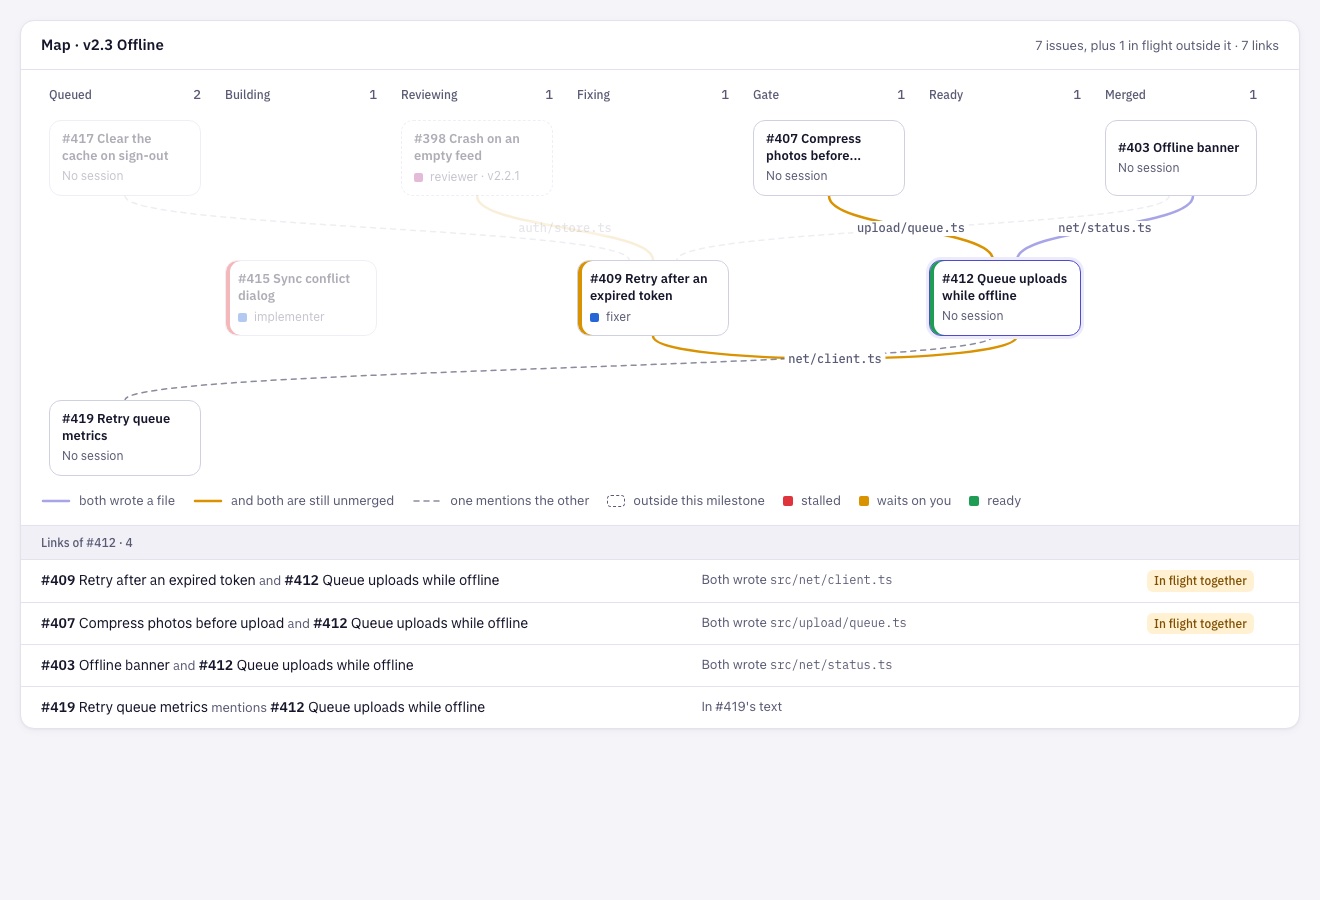 Map · v2.3 Offline
7 issues, plus 1 in flight outside it · 7 links
Queued 2
Building 1
Reviewing 1
Fixing 1
Gate 1
Ready 1
Merged 1
#417 Clear the
cache on sign-out
No session
#398 Crash on an
empty feed
reviewer · v2.2.1
#407 Compress
photos before…
No session
#403 Offline banner
No session
auth/store.ts
upload/queue.ts
net/status.ts
#415 Sync conflict
dialog
implementer
#409 Retry after an
expired token
fixer
#412 Queue uploads
while offline
No session
net/client.ts
#419 Retry queue
metrics
No session
both wrote a file
and both are still unmerged
one mentions the other
outside this milestone
stalled
waits on you
ready
Links of #412 · 4
#409 Retry after an expired token and #412 Queue uploads while offline
Both wrote src/net/client.ts
In flight together
#407 Compress photos before upload and #412 Queue uploads while offline
Both wrote src/upload/queue.ts
In flight together
#403 Offline banner and #412 Queue uploads while offline
Both wrote src/net/status.ts
#419 Retry queue metrics mentions #412 Queue uploads while offline
In #419's text